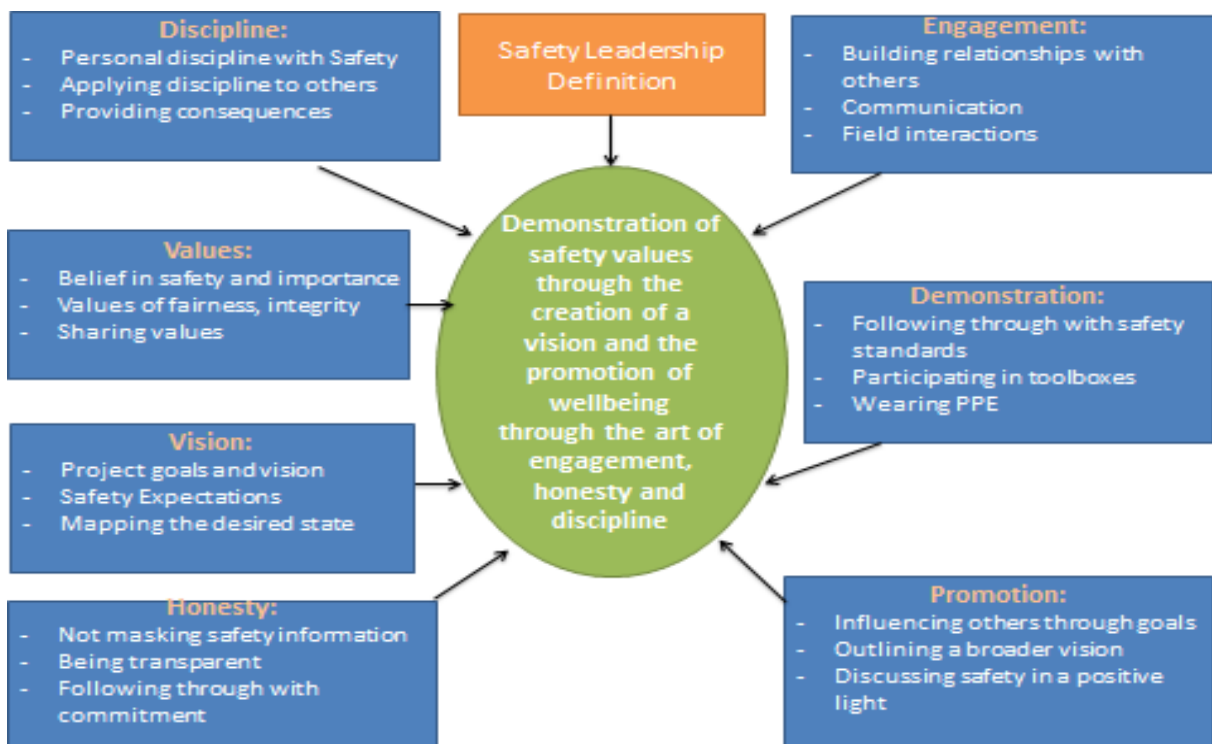 Discipline:
- Personal discipline with Safety
- Applying discipline to others
- Providing consequences
Safety Leadership
Definition
Engagement:
- Building relationships with
others
- Communication
- Field interactions
Values:
- Belief in safety and importance
- Values of fairness, integrity
- Sharing values
Demonstration of
safety values
through the
creation of a
vision and the
promotion of
wellbeing
through the art of
engagement,
honesty and
discipline
Demonstration:
- Following through with safety
standards
- Participating in toolboxes
- Wearing PPE
Vision:
- Project goals and vision
- Safety Expectations
- Mapping the desired state
Honesty:
- Not masking safety information
- Being transparent
- Following through with
commitment
Promotion:
- Influencing others through goals
- Outlining a broader vision
- Discussing safety in a positive
light